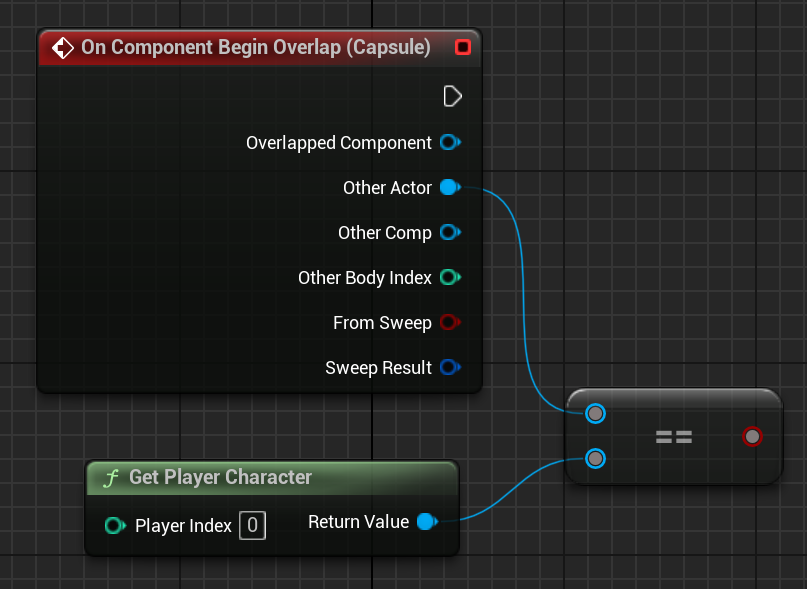 On Component Begin Overlap (Capsule)
Overlapped Component
Other Actor
Other Comp
Other Body Index
From Sweep
Sweep Result
==
f Get Player Character
Player Index 0 Return Value